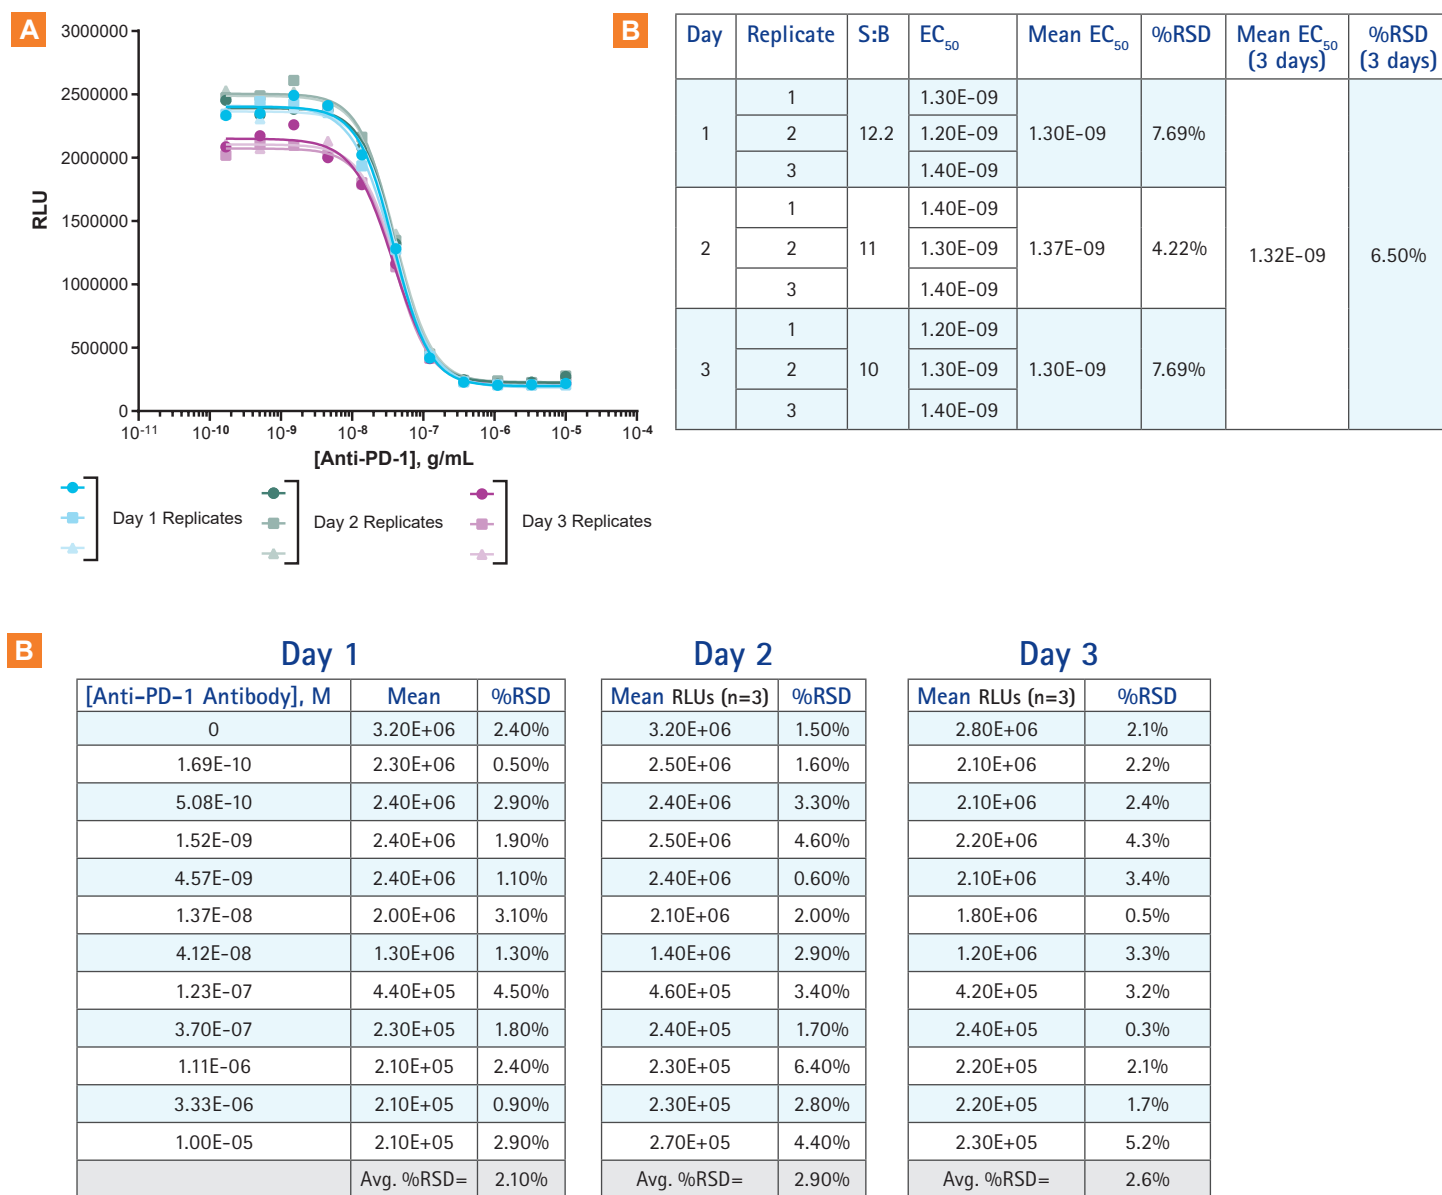 A
3000000
2500000
2000000
1500000
1000000
500000
0
RLU
10-11 10-10 10-9 10-8 10-7 10-6 10-5 10-4
[Anti-PD-1], g/mL
Day 1 Replicates
Day 2 Replicates
Day 3 Replicates
B
Day Replicate S:B EC50 Mean EC50 %RSD Mean EC50 (3 days) %RSD (3 days)
1 1 12.2 1.30E-09 1.30E-09 7.69% 1.32E-09 6.50%
2 1.20E-09
3 1.40E-09
2 1 11 1.40E-09 1.37E-09 4.22%
2 1.30E-09
3 1.40E-09
3 1 10 1.20E-09 1.30E-09 7.69%
2 1.30E-09
3 1.40E-09
B
Day 1 Day 2 Day 3
[Anti-PD-1 Antibody], M Mean %RSD Mean RLUs (n=3) %RSD Mean RLUs (n=3) %RSD
0 3.20E+06 2.40% 3.20E+06 1.50% 2.80E+06 2.1%
1.69E-10 2.30E+06 0.50% 2.50E+06 1.60% 2.10E+06 2.2%
5.08E-10 2.40E+06 2.90% 2.40E+06 3.30% 2.10E+06 2.4%
1.52E-09 2.40E+06 1.90% 2.50E+06 4.60% 2.20E+06 4.3%
4.57E-09 2.40E+06 1.10% 2.40E+06 0.60% 2.10E+06 3.4%
1.37E-08 2.00E+06 3.10% 2.10E+06 2.00% 1.80E+06 0.5%
4.12E-08 1.30E+06 1.30% 1.40E+06 2.90% 1.20E+06 3.3%
1.23E-07 4.40E+05 4.50% 4.60E+05 3.40% 4.20E+05 3.2%
3.70E-07 2.30E+05 1.80% 2.40E+05 1.70% 2.40E+05 0.3%
1.11E-06 2.10E+05 2.40% 2.30E+05 6.40% 2.20E+05 2.1%
3.33E-06 2.10E+05 0.90% 2.30E+05 2.80% 2.20E+05 1.7%
1.00E-05 2.10E+05 2.90% 2.70E+05 4.40% 2.30E+05 5.2%
Avg. %RSD= 2.10% Avg. %RSD= 2.90% Avg. %RSD= 2.6%